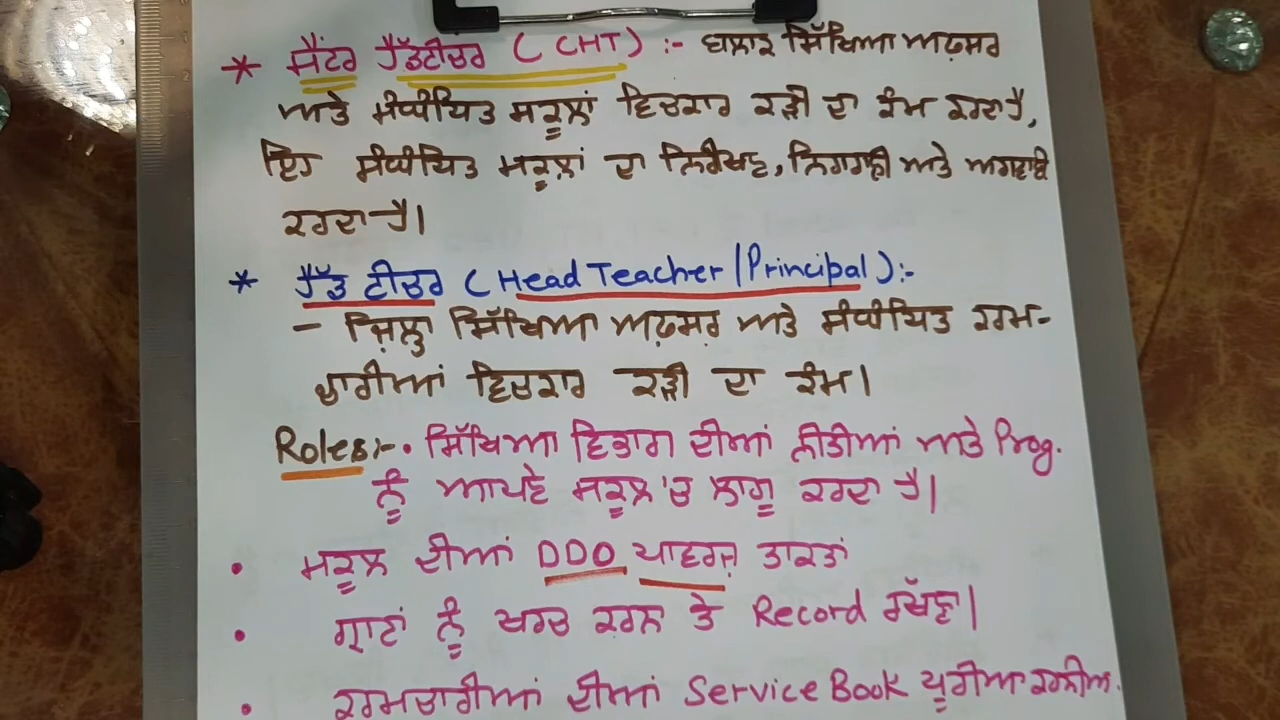 * ਸੈਂਟਰ ਹੈੱਡਟੀਚਰ ( CHT ) :- ਬਲਾਕ ਸਿੱਖਿਆ ਅਫ਼ਸਰ
ਅਤੇ ਸੰਬੰਧਿਤ ਸਕੂਲਾਂ ਵਿਚਕਾਰ ਕੜੀ ਦਾ ਕੰਮ ਕਰਦਾ ਹੈ,
ਇਹ ਸੰਬੰਧਿਤ ਸਕੂਲਾਂ ਦਾ ਨਿਰੀਖਣ, ਨਿਗਰਾਨੀ ਅਤੇ ਅਗਵਾਈ
ਕਰਦਾ ਹੈ।
* ਹੈੱਡ ਟੀਚਰ ( Head Teacher | Principal ) :-
- ਜ਼ਿਲ੍ਹਾ ਸਿੱਖਿਆ ਅਫ਼ਸਰ ਅਤੇ ਸੰਬੰਧਿਤ ਕਰਮ-
ਚਾਰੀਆਂ ਵਿਚਕਾਰ ਕੜੀ ਦਾ ਕੰਮ।
Roles:- • ਸਿੱਖਿਆ ਵਿਭਾਗ ਦੀਆਂ ਨੀਤੀਆਂ ਅਤੇ Prog.
ਨੂੰ ਆਪਣੇ ਸਕੂਲ 'ਚ ਲਾਗੂ ਕਰਦਾ ਹੈ।
• ਸਕੂਲ ਦੀਆਂ DDO ਪਾਵਰਜ਼ ਤਾਕਤਾਂ
• ਗ੍ਰਾਂਟਾਂ ਨੂੰ ਖਰਚ ਕਰਨ ਤੇ Record ਰੱਖਣਾ।
• ਕਰਮਚਾਰੀਆਂ ਦੀਆਂ Service Book ਪੂਰੀਆ ਕਰਨੀਆ.